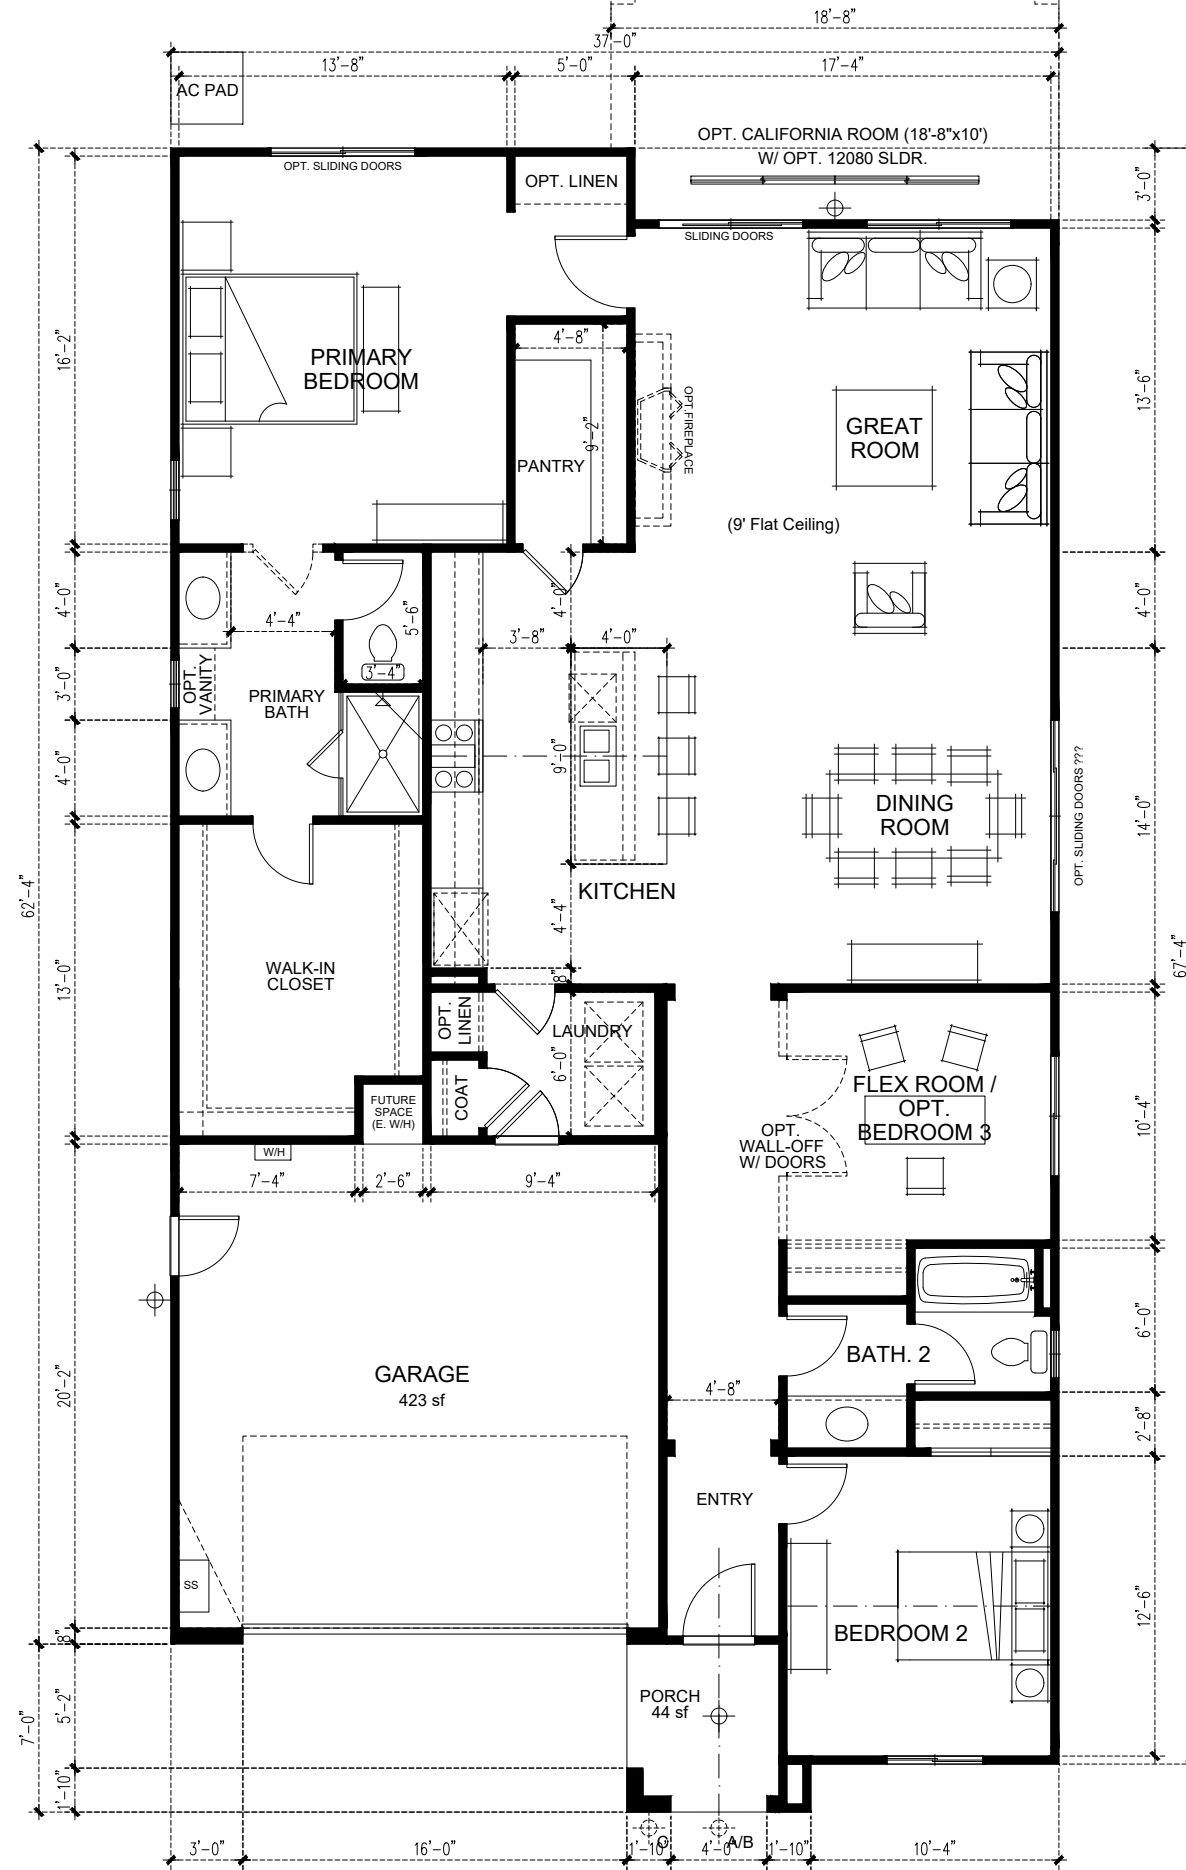 18'-8"
37'-0"
13'-8"
5'-0"
17'-4"
AC PAD
OPT. CALIFORNIA ROOM (18'-8"x10')
W/ OPT. 12080 SLDR.
OPT. SLIDING DOORS
OPT. LINEN
3'-0"
SLIDING DOORS
16'-2"
4'-8"
PRIMARY
BEDROOM
9'-2"
PANTRY
OPT.FIREPLACE
GREAT
ROOM
13'-6"
(9' Flat Ceiling)
4'-0"
4'-4"
5'-6"
4'-0"
4'-0"
3'-8"
4'-0"
3'-4"
3'-0"
OPT.
VANITY
PRIMARY
BATH
4'-0"
9'-0"
DINING
ROOM
OPT. SLIDING DOORS ???
14'-0"
KITCHEN
62'-4"
4'-4"
67'-4"
13'-0"
WALK-IN
CLOSET
8"
OPT.
LINEN
LAUNDRY
6'-0"
COAT
FUTURE
SPACE
(E. W/H)
FLEX ROOM /
OPT.
BEDROOM 3
10'-4"
OPT.
WALL-OFF
W/ DOORS
W/H
7'-4"
2'-6"
9'-4"
6'-0"
BATH. 2
GARAGE
423 sf
4'-8"
20'-2"
2'-8"
ENTRY
SS
12'-6"
BEDROOM 2
8"
PORCH
44 sf
5'-2"
7'-0"
1'-10"
C
A/B
3'-0"
16'-0"
1'-10"
4'-0"
1'-10"
10'-4"